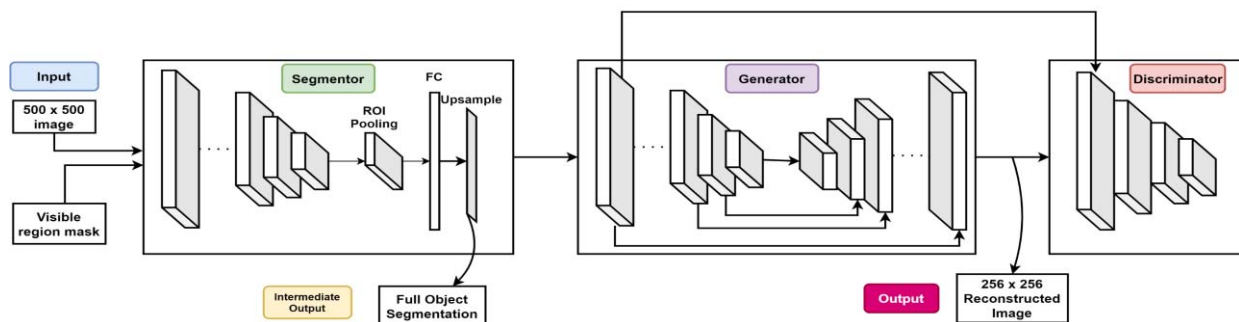 Input
500 x 500
image
Visible
region mask
Segmentor
FC
ROI
Pooling
Upsample
Intermediate
Output
Full Object
Segmentation
Generator
Output
256 x 256
Reconstructed
Image
Discriminator